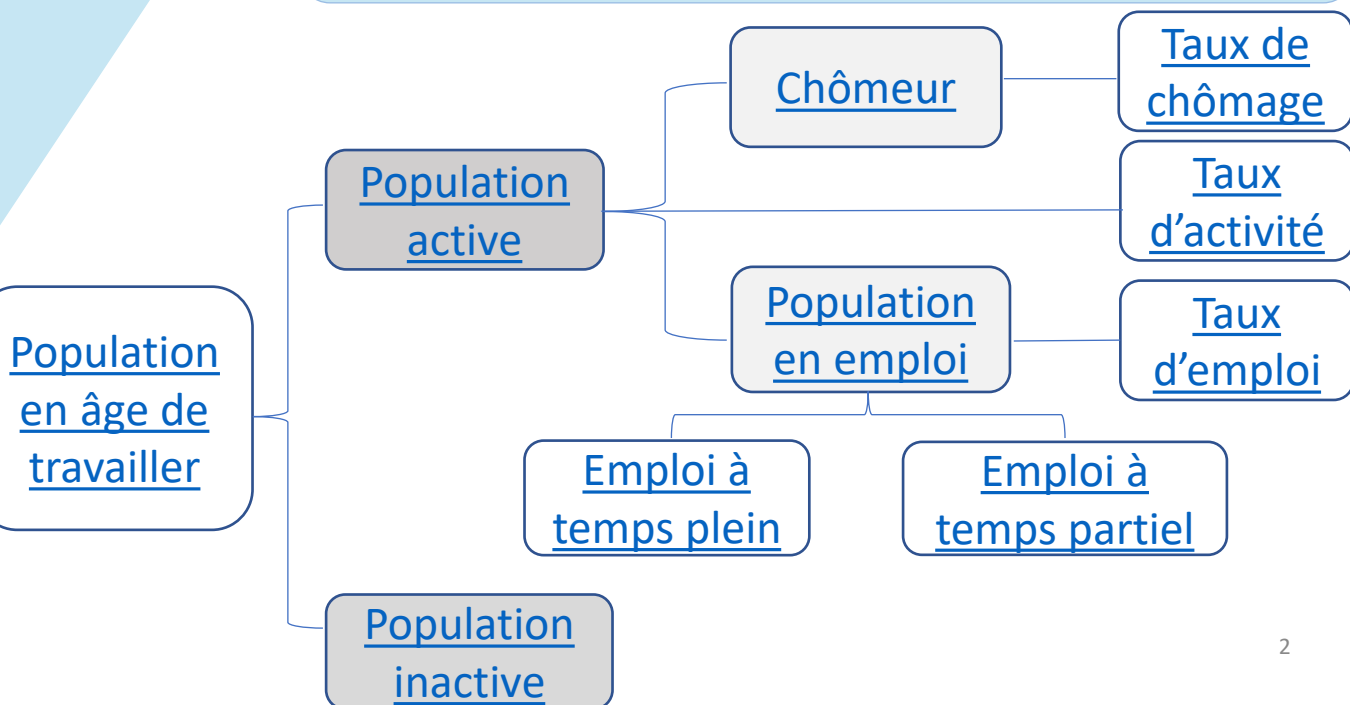 Chômeur
Taux de
chômage
Population
active
Taux
d’activité
Population
en emploi
Taux
d’emploi
Population
en âge de
travailler
Emploi à
temps plein
Emploi à
temps partiel
Population
inactive
2